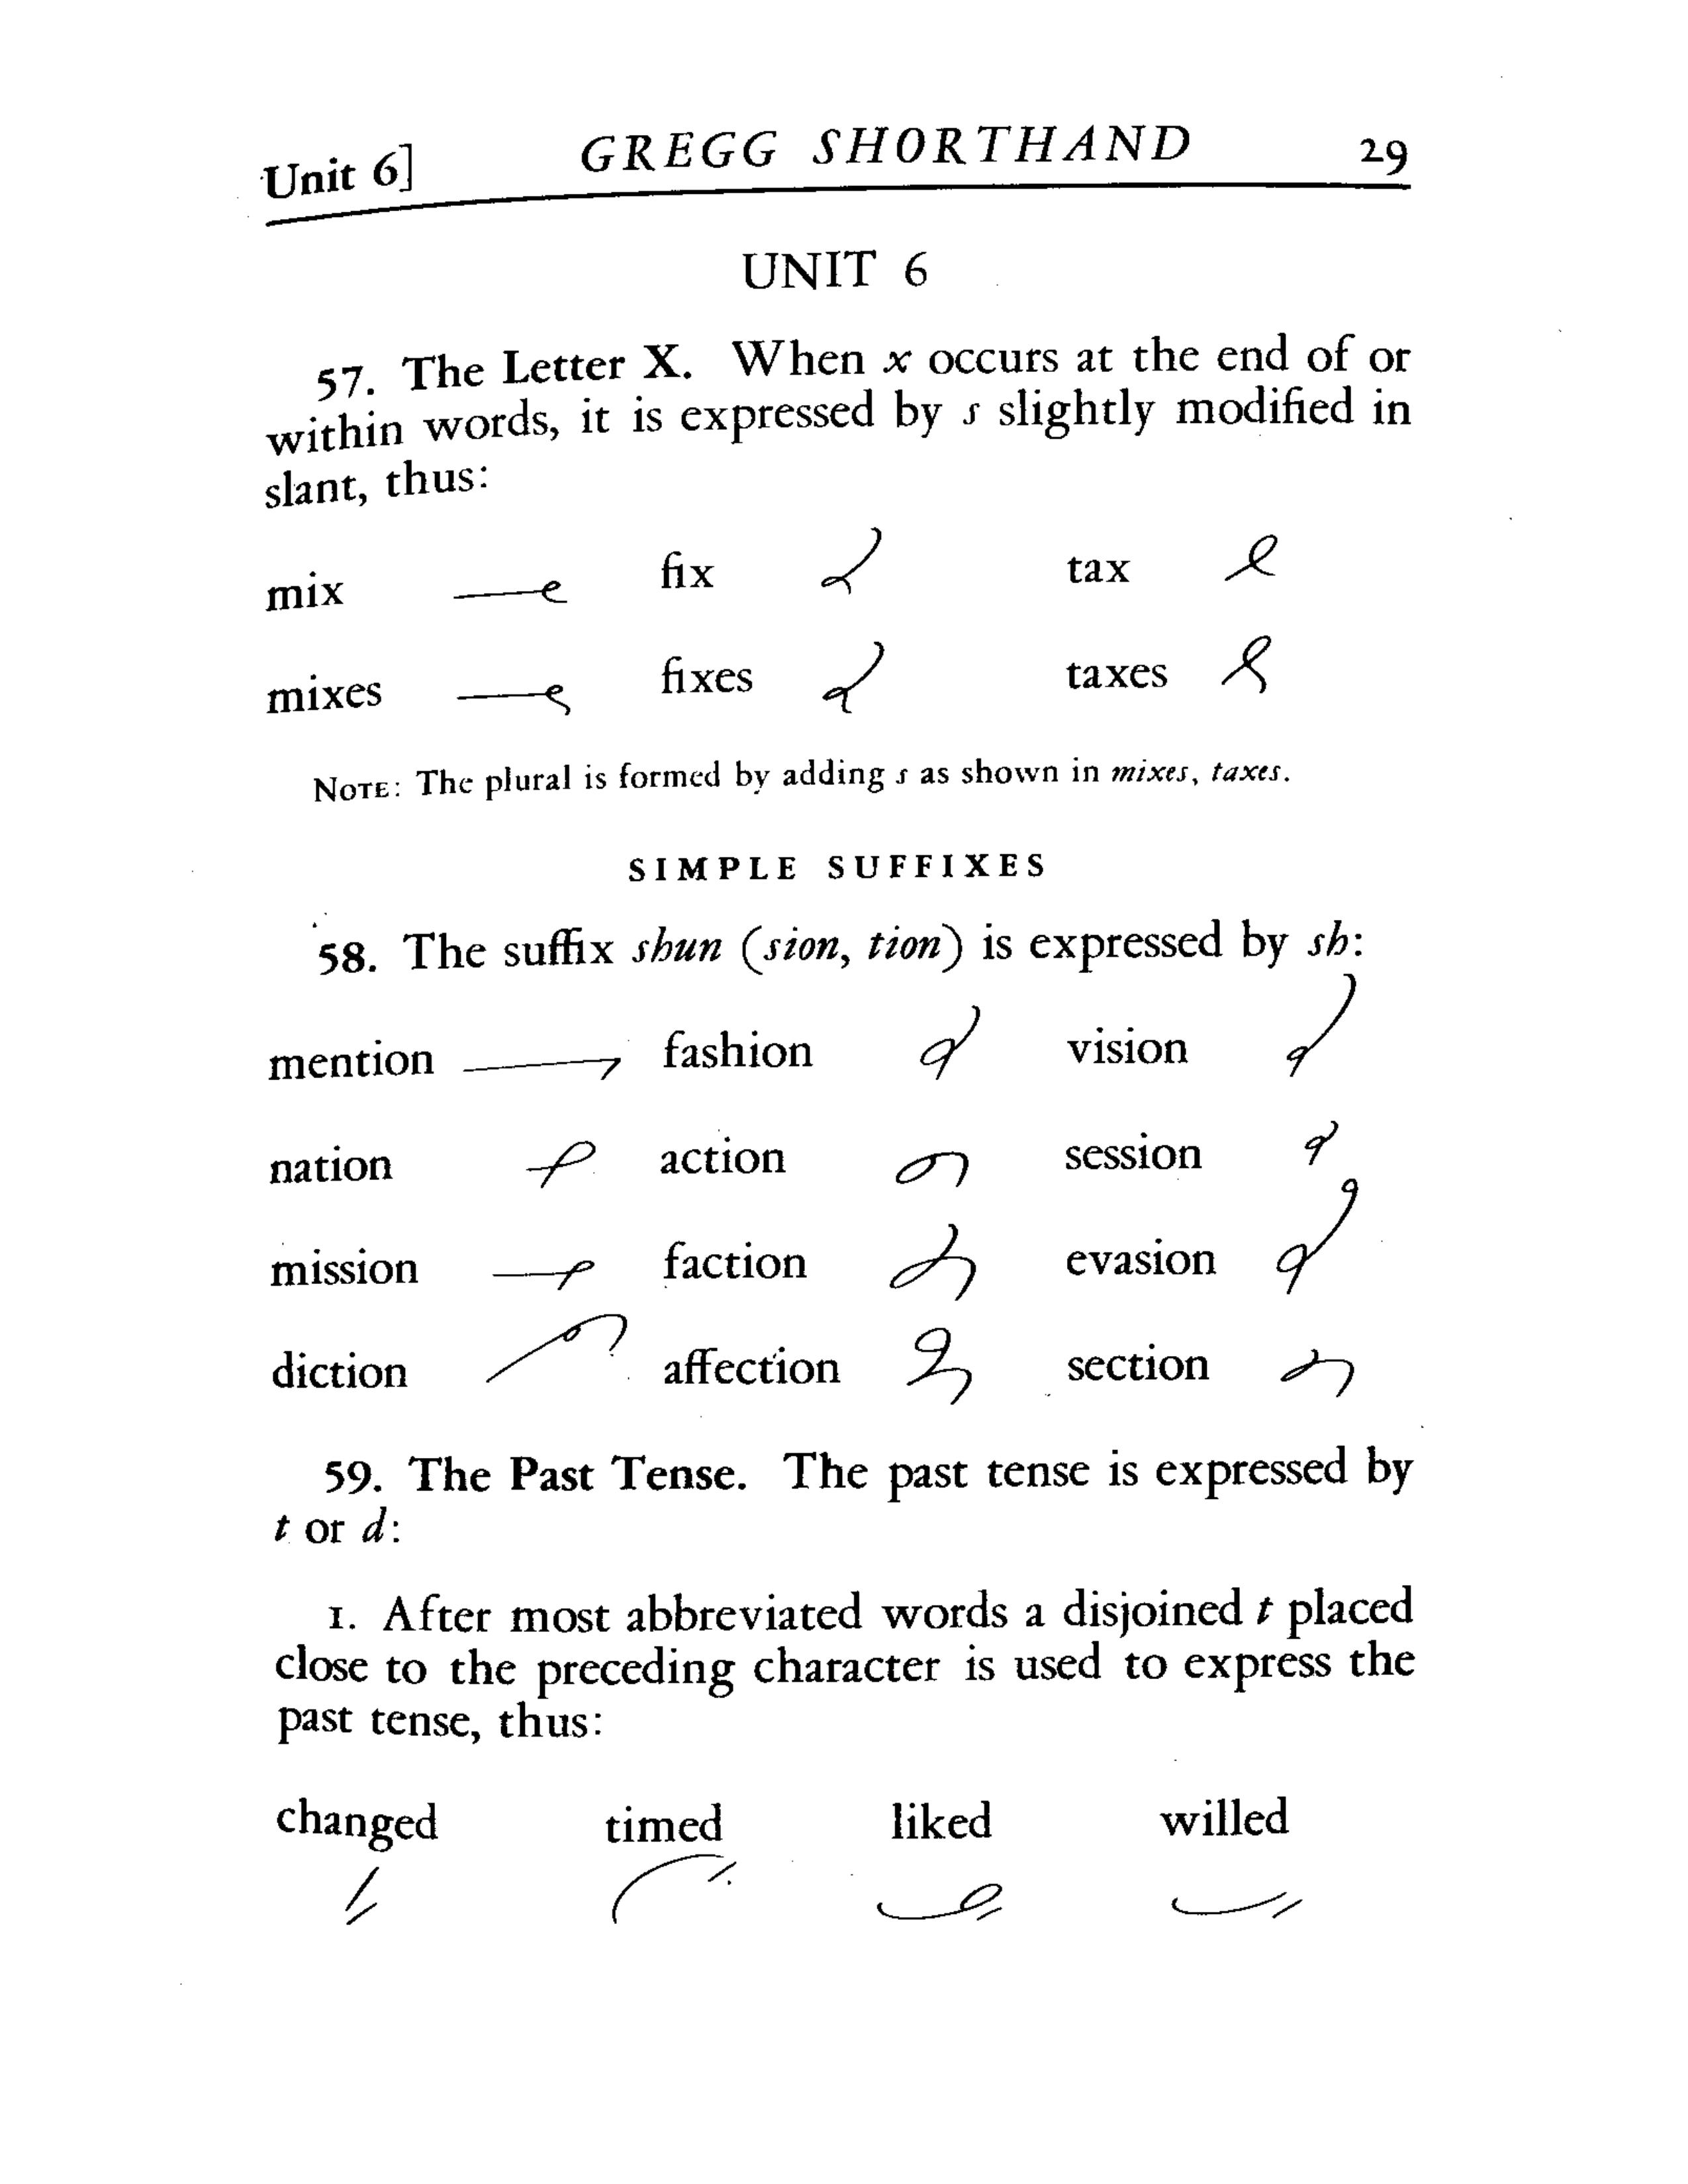 Unit 6] GREGG SHORTHAND 29
UNIT 6
57. The Letter X. When x occurs at the end of or
within words, it is expressed by s slightly modified in
slant, thus:
mix fix tax
mixes fixes taxes
NOTE: The plural is formed by adding s as shown in mixes, taxes.
SIMPLE SUFFIXES
58. The suffix shun (sion, tion) is expressed by sh:
mention fashion vision
nation action session
mission faction evasion
diction affection section
59. The Past Tense. The past tense is expressed by
t or d:
1. After most abbreviated words a disjoined t placed
close to the preceding character is used to express the
past tense, thus:
changed timed liked willed